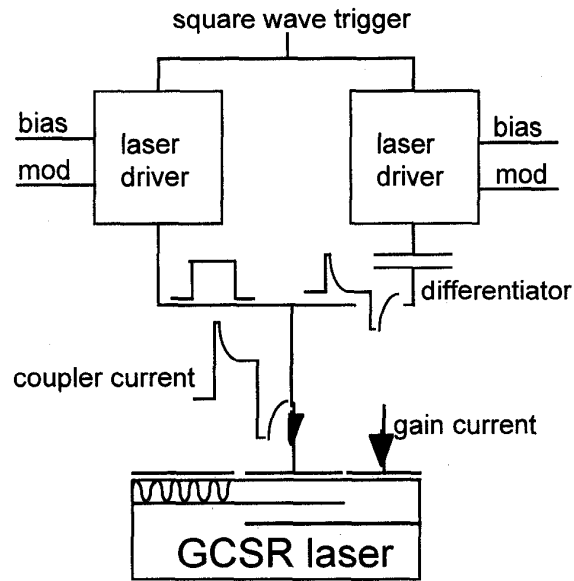 square wave trigger
bias
mod
laser
driver
laser
driver
bias
mod
differentiator
coupler current
gain current
GCSR laser